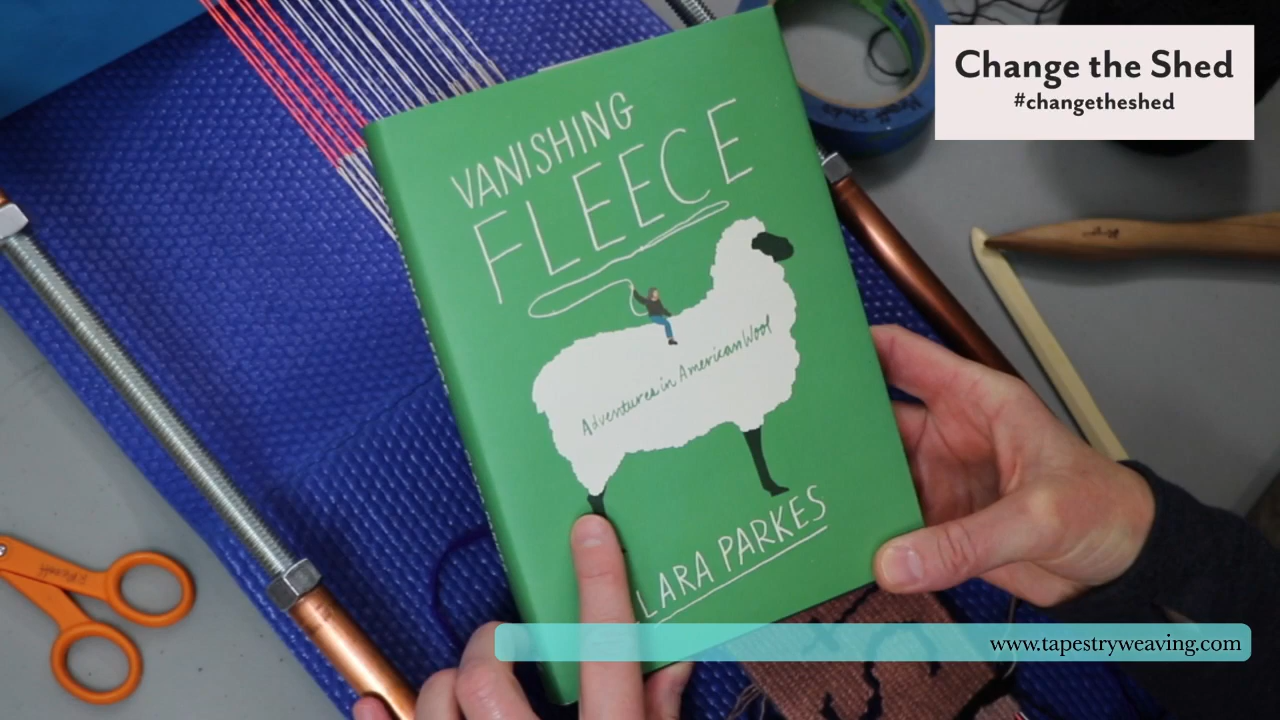 Change the Shed
#changetheshed
VANISHING
FLEECE
Adventures in American Wool
LARA PARKES
www.tapestryweaving.com